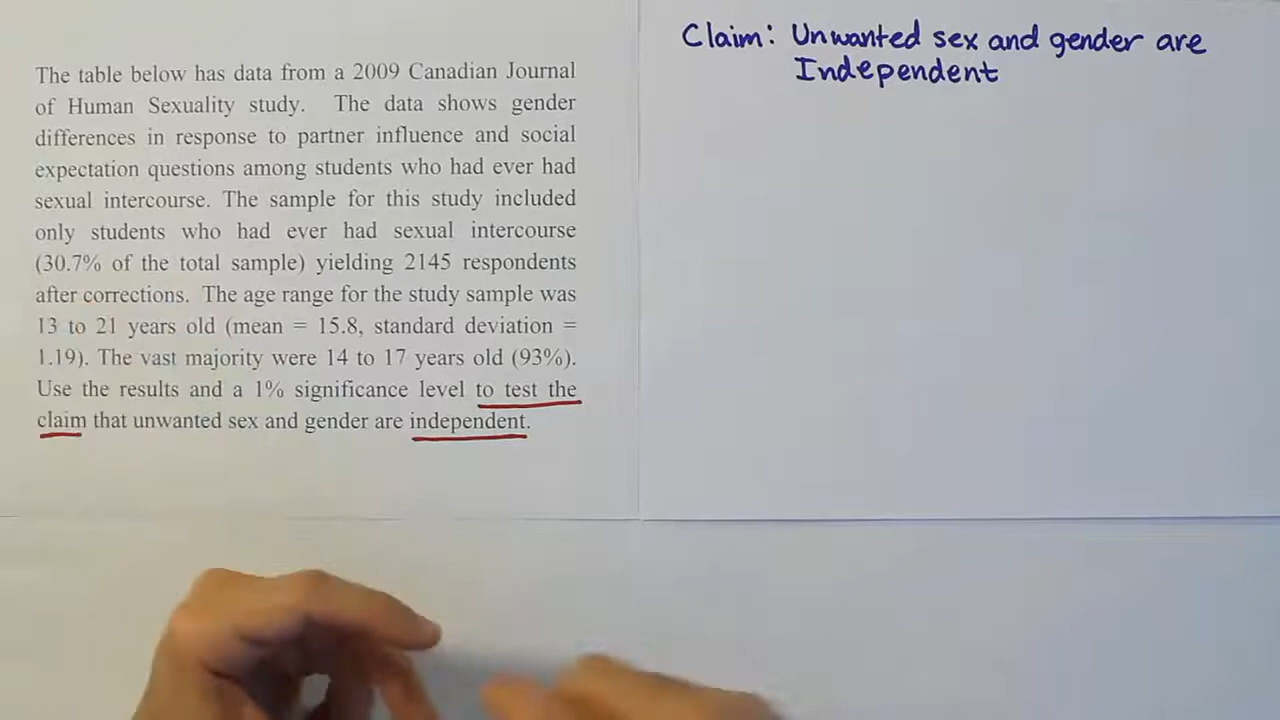 The table below has data from a 2009 Canadian Journal
of Human Sexuality study. The data shows gender
differences in response to partner influence and social
expectation questions among students who had ever had
sexual intercourse. The sample for this study included
only students who had ever had sexual intercourse
(30.7% of the total sample) yielding 2145 respondents
after corrections. The age range for the study sample was
13 to 21 years old (mean = 15.8, standard deviation =
1.19). The vast majority were 14 to 17 years old (93%).
Use the results and a 1% significance level to test the
claim that unwanted sex and gender are independent.
Claim: Unwanted sex and gender are
Independent